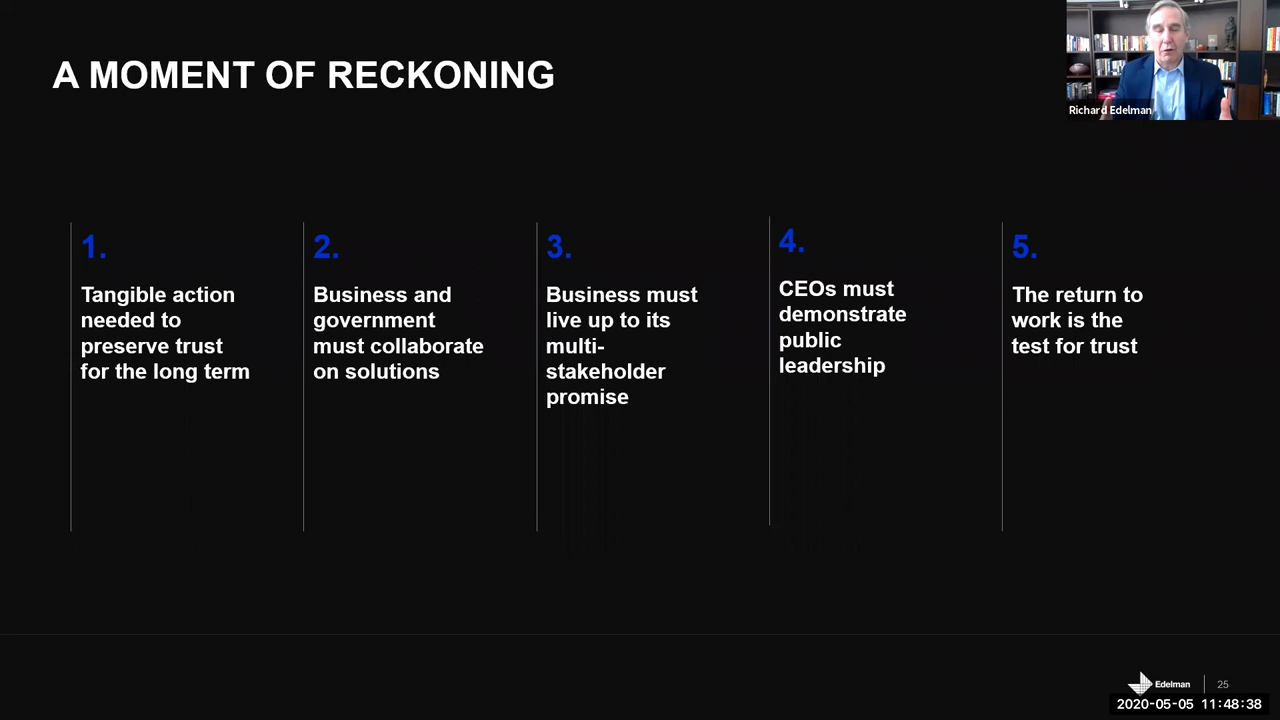 A MOMENT OF RECKONING
Richard Edelman
1.
Tangible action
needed to
preserve trust
for the long term
2.
Business and
government
must collaborate
on solutions
3.
Business must
live up to its
multi-
stakeholder
promise
4.
CEOs must
demonstrate
public
leadership
5.
The return to
work is the
test for trust
Edelman
25
2020-05-05 11:48:38